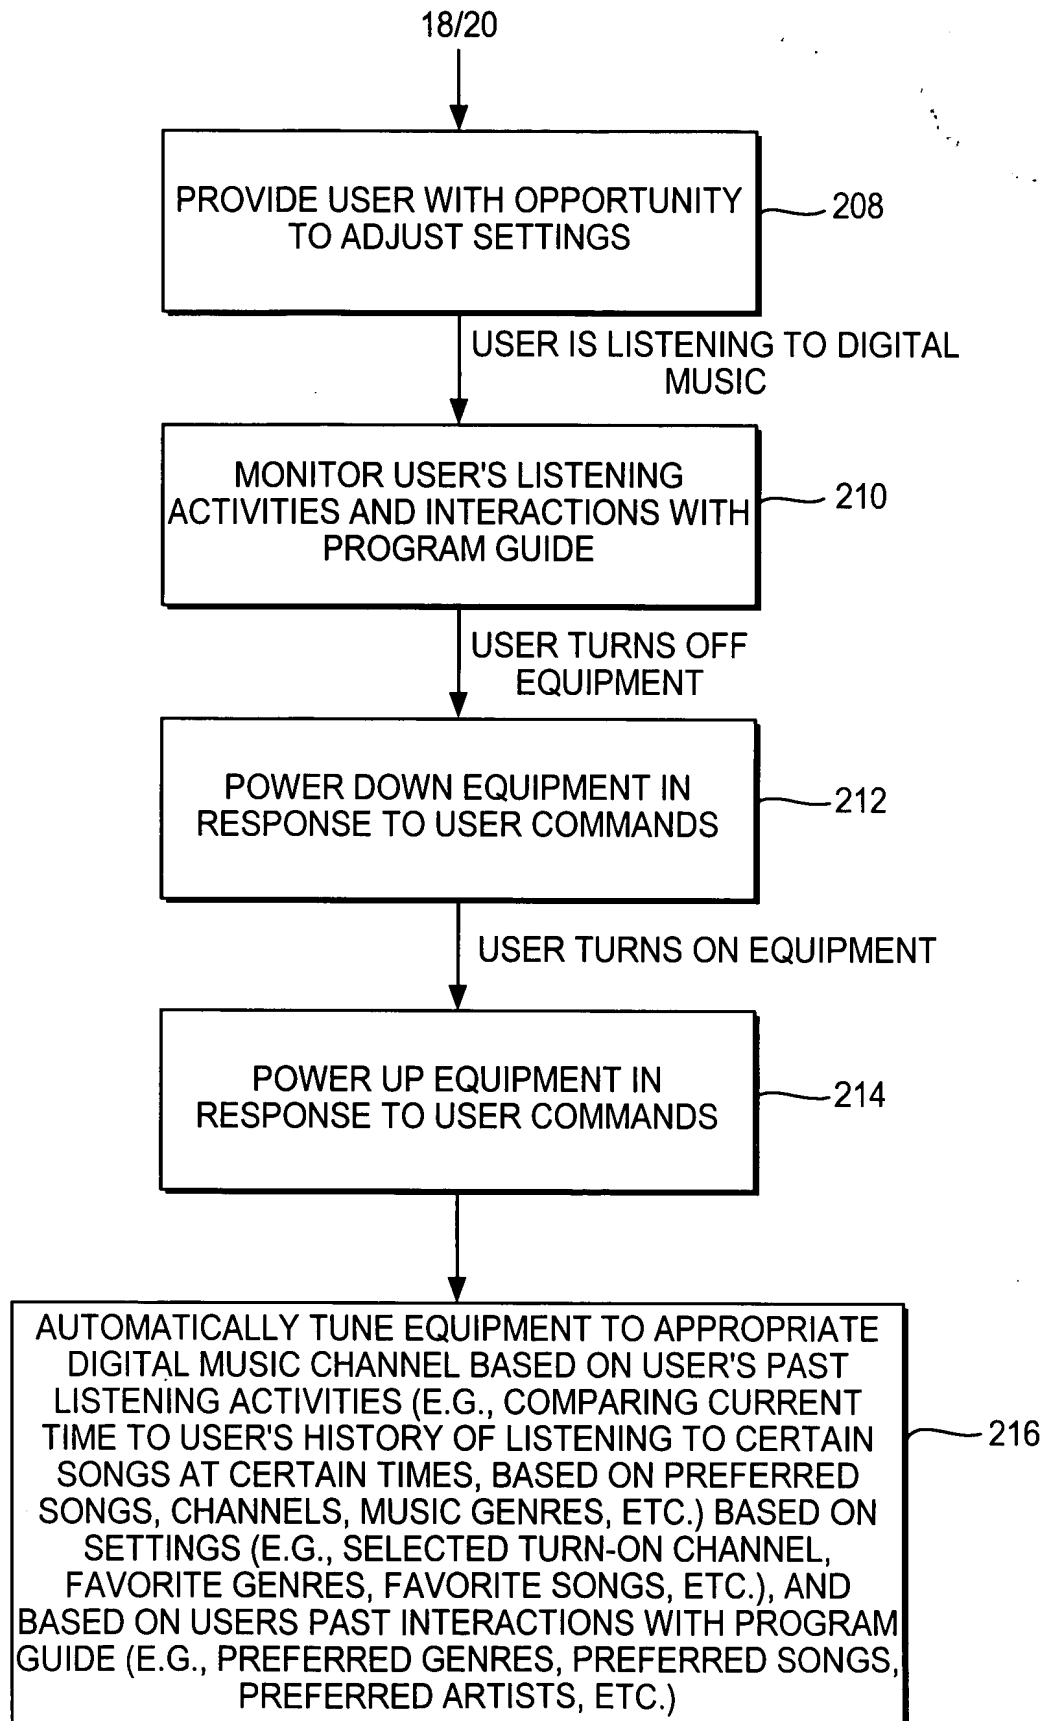 18/20
PROVIDE USER WITH OPPORTUNITY
TO ADJUST SETTINGS
208
USER IS LISTENING TO DIGITAL
MUSIC
MONITOR USER'S LISTENING
ACTIVITIES AND INTERACTIONS WITH
PROGRAM GUIDE
210
USER TURNS OFF
EQUIPMENT
POWER DOWN EQUIPMENT IN
RESPONSE TO USER COMMANDS
212
USER TURNS ON EQUIPMENT
POWER UP EQUIPMENT IN
RESPONSE TO USER COMMANDS
214
AUTOMATICALLY TUNE EQUIPMENT TO APPROPRIATE
DIGITAL MUSIC CHANNEL BASED ON USER'S PAST
LISTENING ACTIVITIES (E.G., COMPARING CURRENT
TIME TO USER'S HISTORY OF LISTENING TO CERTAIN
SONGS AT CERTAIN TIMES, BASED ON PREFERRED
SONGS, CHANNELS, MUSIC GENRES, ETC.) BASED ON
SETTINGS (E.G., SELECTED TURN-ON CHANNEL,
FAVORITE GENRES, FAVORITE SONGS, ETC.), AND
BASED ON USERS PAST INTERACTIONS WITH PROGRAM
GUIDE (E.G., PREFERRED GENRES, PREFERRED SONGS,
PREFERRED ARTISTS, ETC.)
216